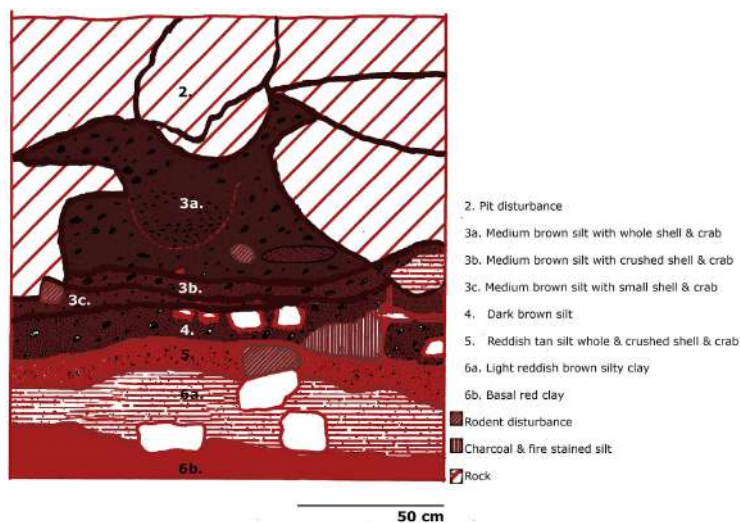 2.
3a.
3b.
3c.
4.
5.
6a.
6b.
2. Pit disturbance
3a. Medium brown silt with whole shell & crab
3b. Medium brown silt with crushed shell & crab
3c. Medium brown silt with small shell & crab
4. Dark brown silt
5. Reddish tan silt whole & crushed shell & crab
6a. Light reddish brown silty clay
6b. Basal red clay
Rodent disturbance
Charcoal & fire stained silt
Rock
50 cm